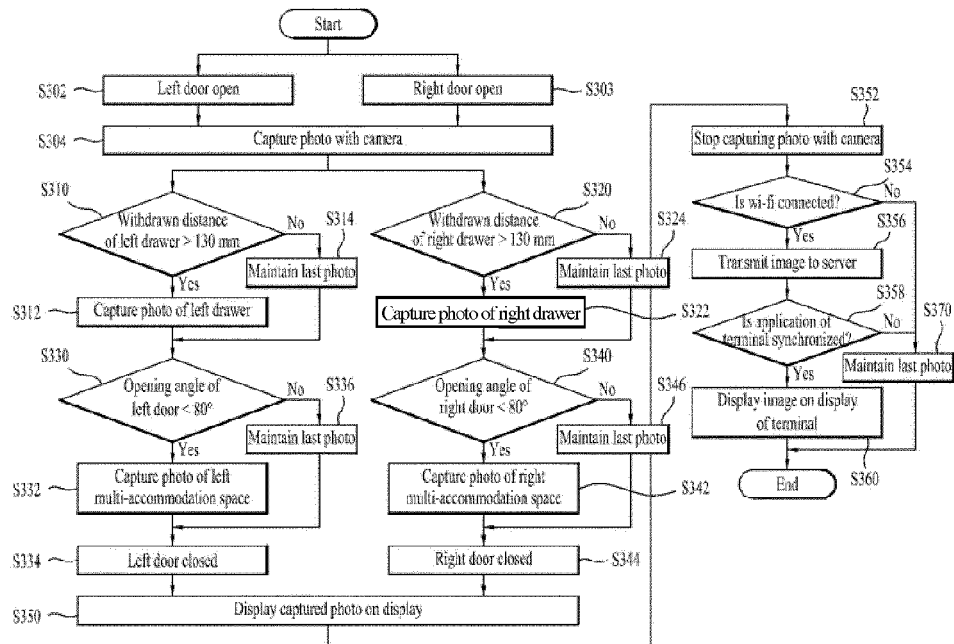 Start
S302
Left door open
Right door open
S303
S304
Capture photo with camera
S310
Withdrawn distance
of left drawer > 130 mm
No
S314
Maintain last photo
Yes
S312
Capture photo of left drawer
S320
Withdrawn distance
of right drawer > 130 mm
No
S324
Maintain last photo
Yes
Capture photo of right drawer
S322
S330
Opening angle of
left door < 80°
No
S336
Maintain last photo
Yes
S332
Capture photo of left
multi-accommodation space
S340
Opening angle of
right door < 80°
No
S346
Maintain last photo
Yes
Capture photo of right
multi-accommodation space
S342
S334
Left door closed
Right door closed
S344
S350
Display captured photo on display
S352
Stop capturing photo with camera
S354
Is wi-fi connected?
No
Yes
S356
Transmit image to server
S358
Is application of
terminal synchronized?
No
S370
Maintain last photo
Yes
Display image on display
of terminal
S360
End